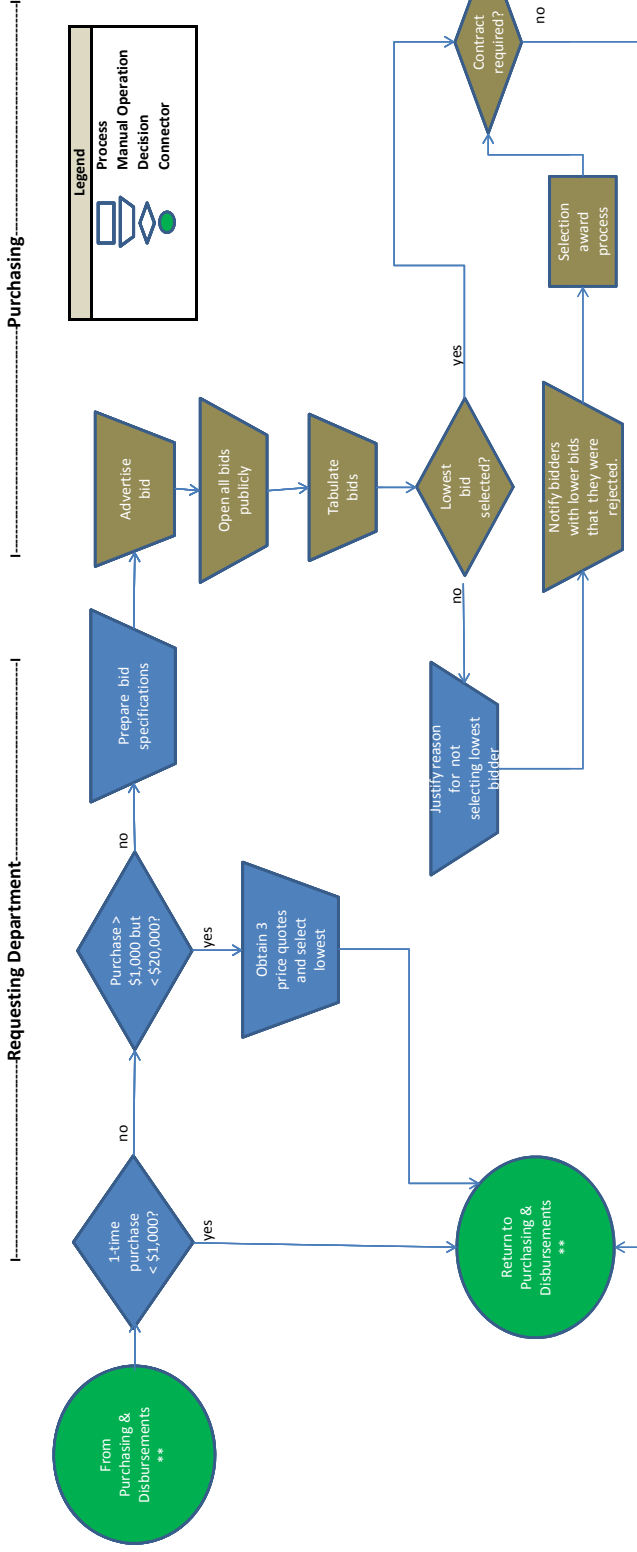 I----------Requesting Department----------I
I----------Purchasing----------I
Legend
Process
Manual Operation
Decision
Connector
From
Purchasing &
Disbursements
**
1-time
purchase
< $1,000?
no
yes
Purchase >
$1,000 but
< $20,000?
no
yes
Obtain 3
price quotes
and select
lowest
Prepare bid
specifications
Advertise
bid
Open all bids
publicly
Tabulate
bids
Lowest
bid
selected?
no
yes
Justify reason
for not
selecting lowest
bidder
Notify bidders
with lower bids
that they were
rejected.
Selection
award
process
Contract
required?
no
Return to
Purchasing &
Disbursements
**